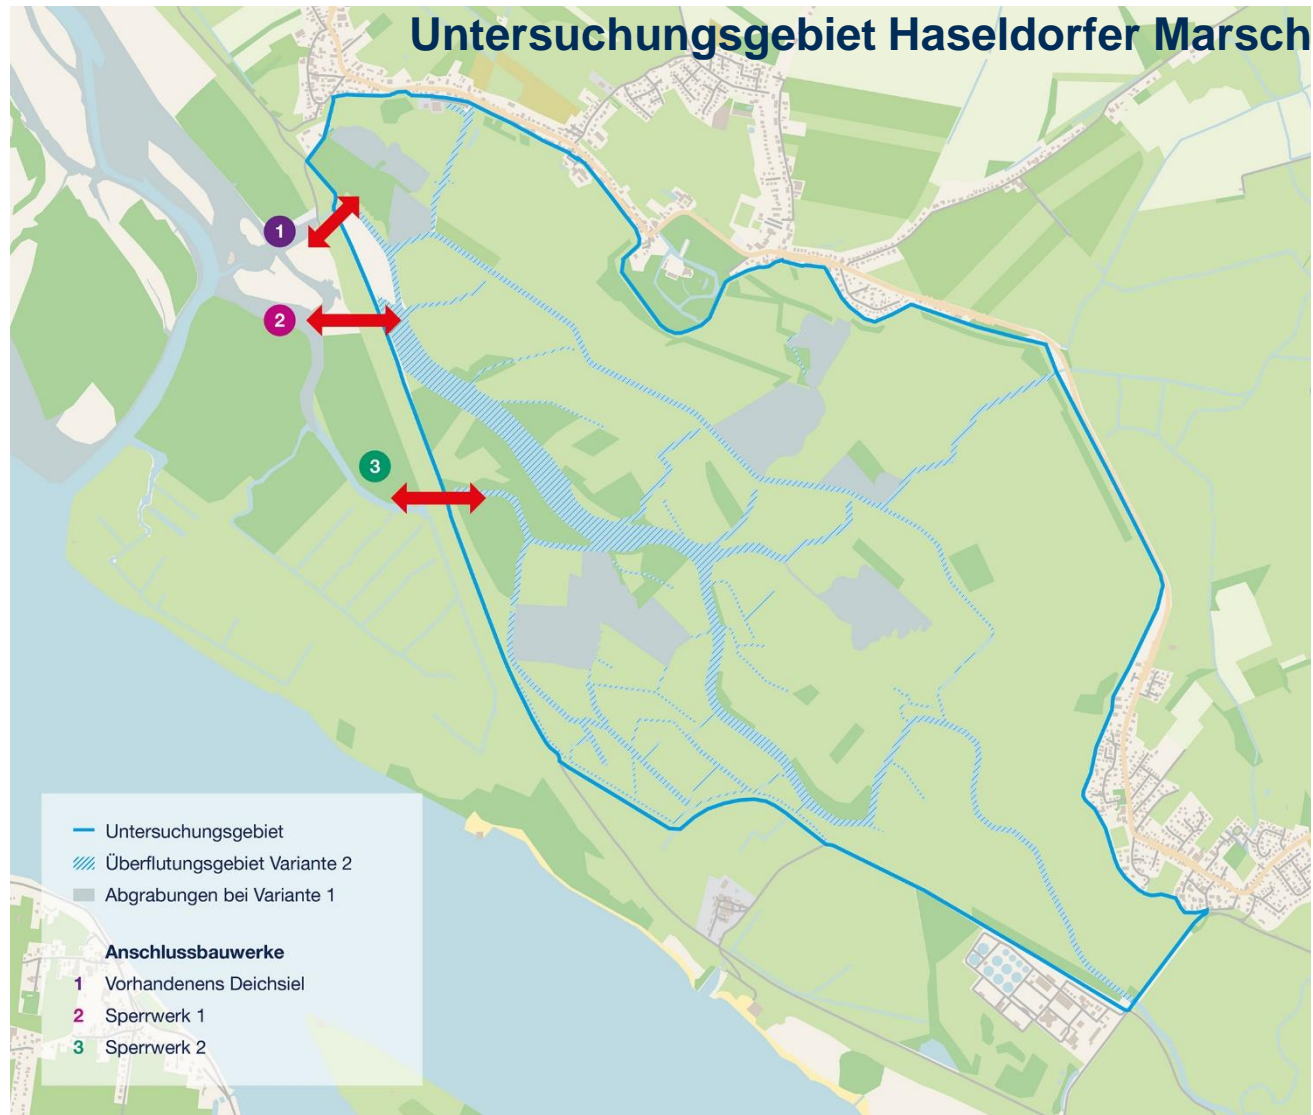 Untersuchungsgebiet Haseldorfer Marsch
1
2
3
Untersuchungsgebiet
Überflutungsgebiet Variante 2
Abgrabungen bei Variante 1
Anschlussbauwerke
1 Vorhandenens Deichsiel
2 Sperrwerk 1
3 Sperrwerk 2